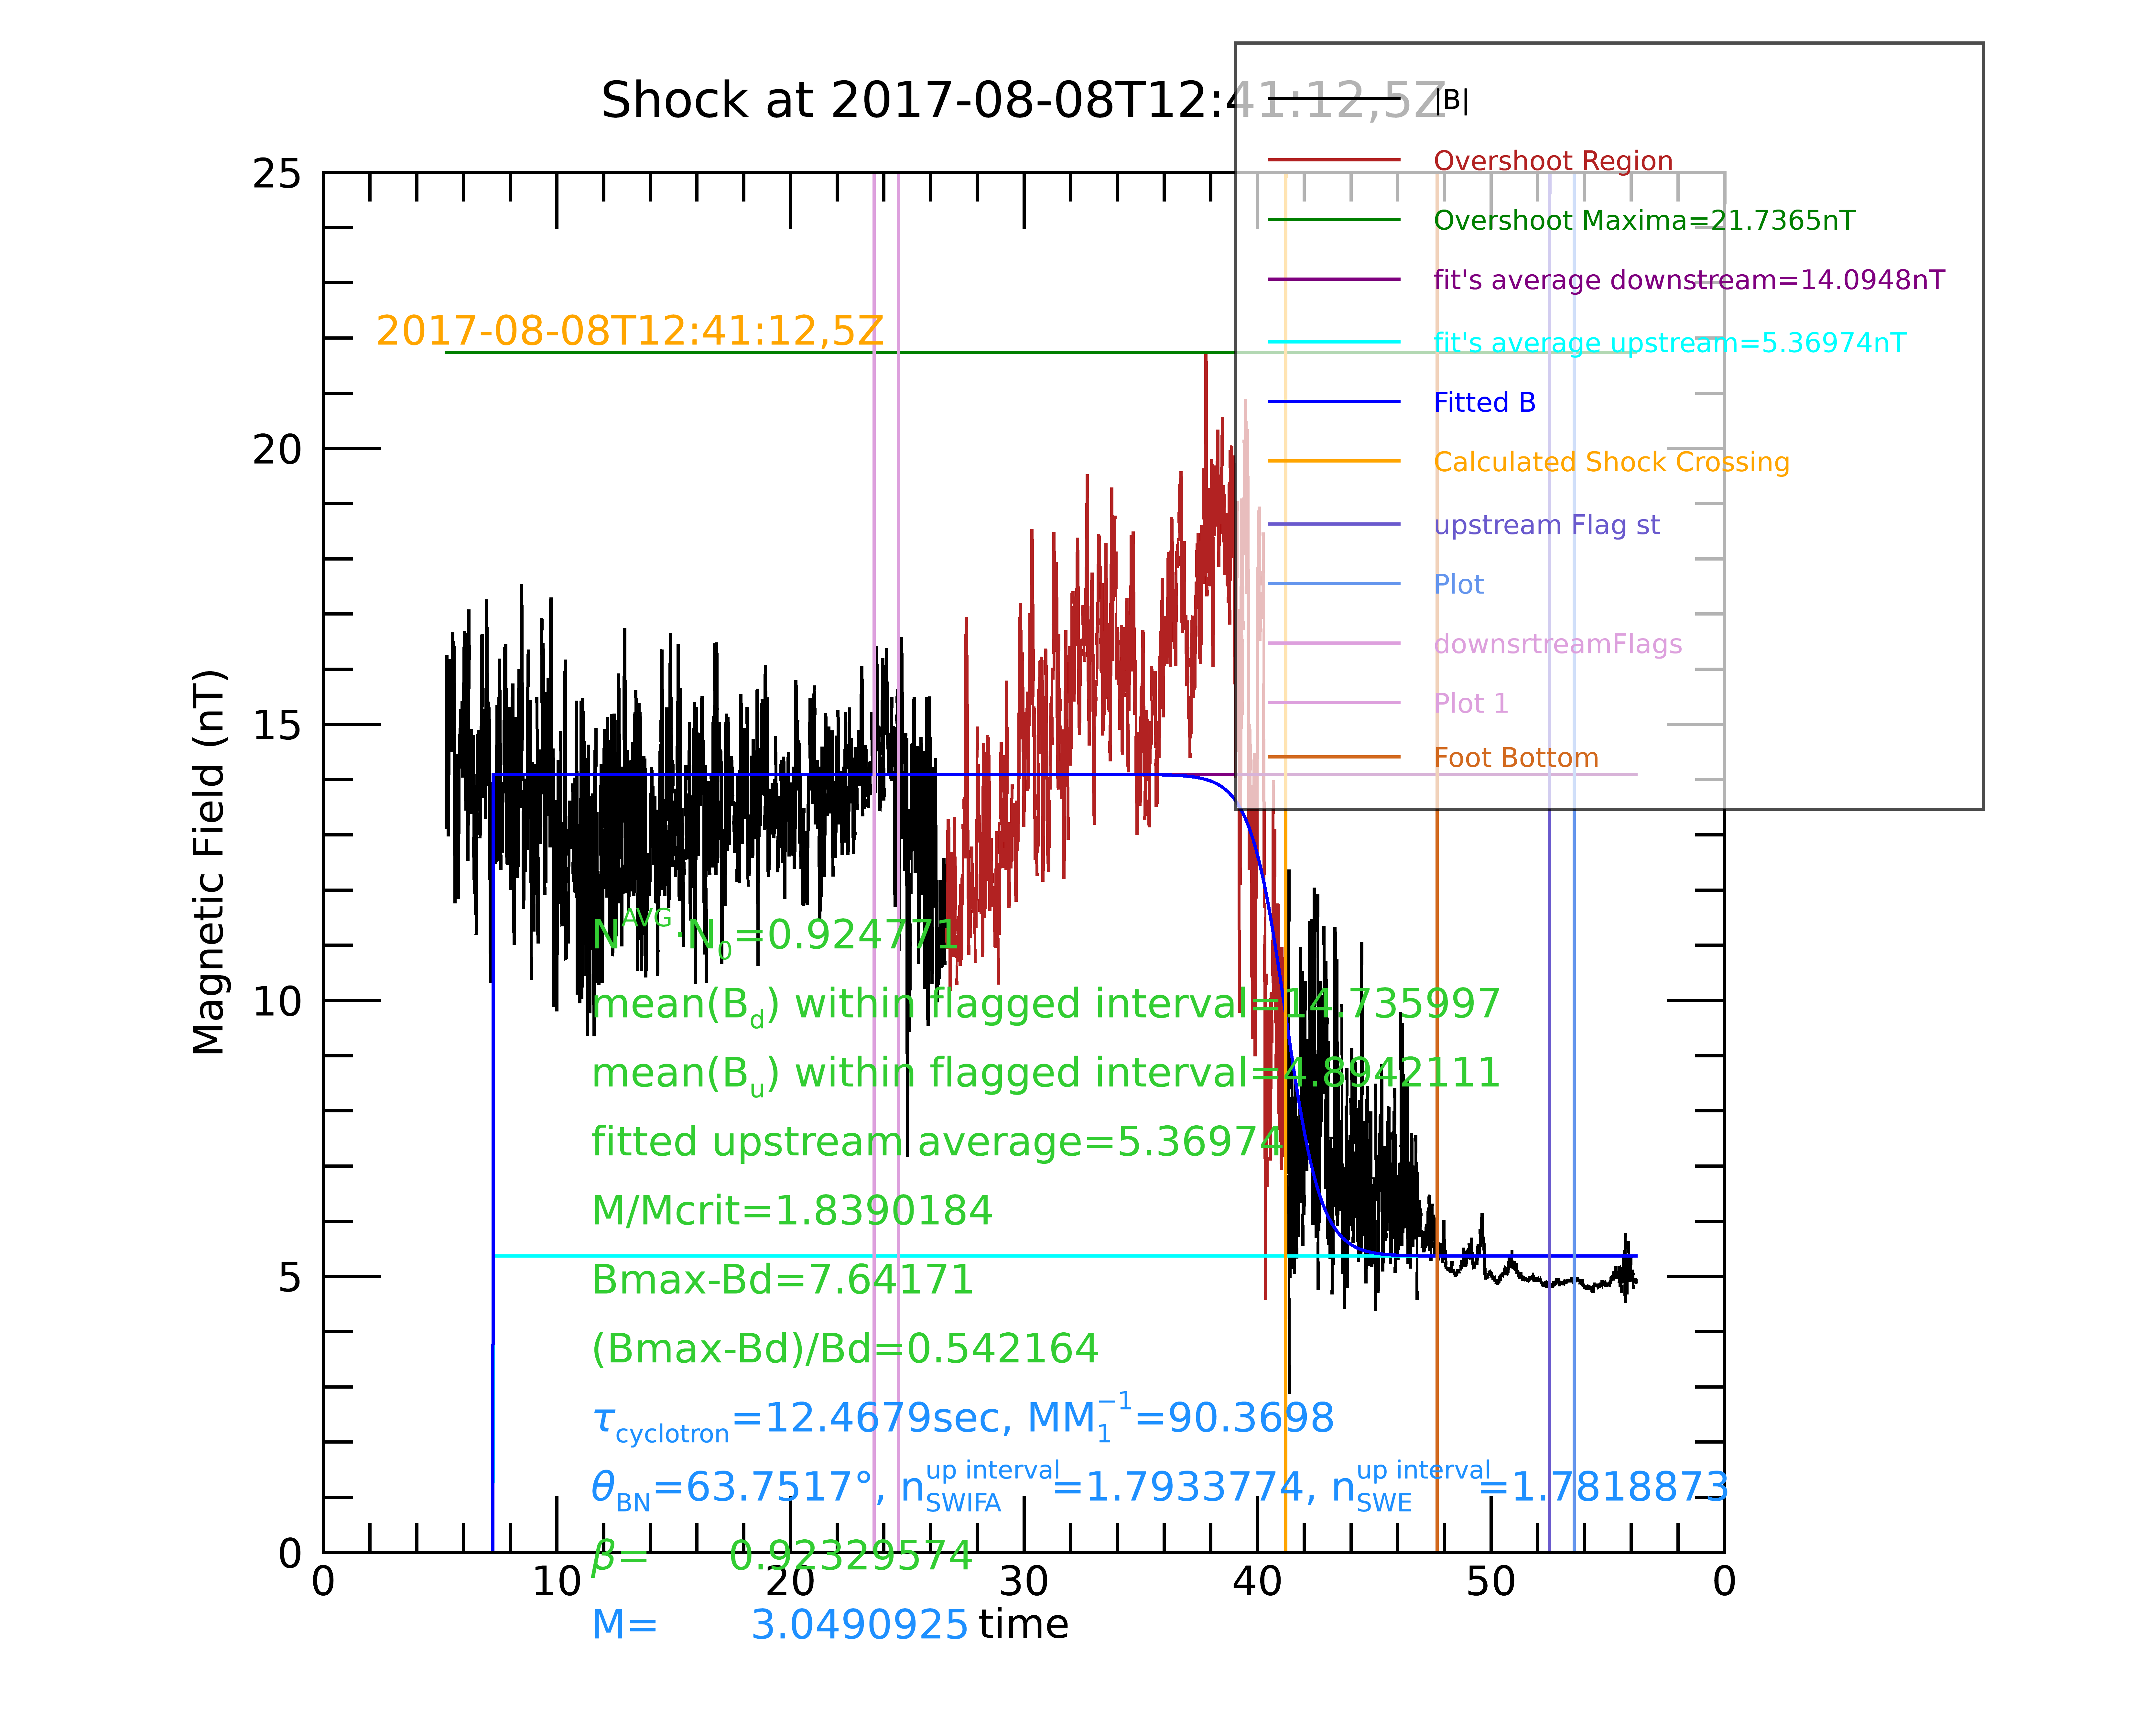 Shock at 2017-08-08T12:41:12,5Z
|B|
Overshoot Region
Overshoot Maxima=21.7365nT
fit's average downstream=14.0948nT
fit's average upstream=5.36974nT
Fitted B
Calculated Shock Crossing
upstream Flag st
Plot
downsrtreamFlags
Plot 1
Foot Bottom
2017-08-08T12:41:12,5Z
25
20
15
10
5
0
Magnetic Field (nT)
N^AVG·N_0=0.924771
mean(B_d) within flagged interval=14.735997
mean(B_u) within flagged interval=4.8942111
fitted upstream average=5.36974
M/Mcrit=1.8390184
Bmax-Bd=7.64171
(Bmax-Bd)/Bd=0.542164
τ_cyclotron=12.4679sec, MM_1^−1=90.3698
θ_BN=63.7517°, n_SWIFA^up interval=1.7933774, n_SWE^up interval=1.7818873
β= 0.92329574
0 10 20 30 40 50 0
M= 3.0490925
time